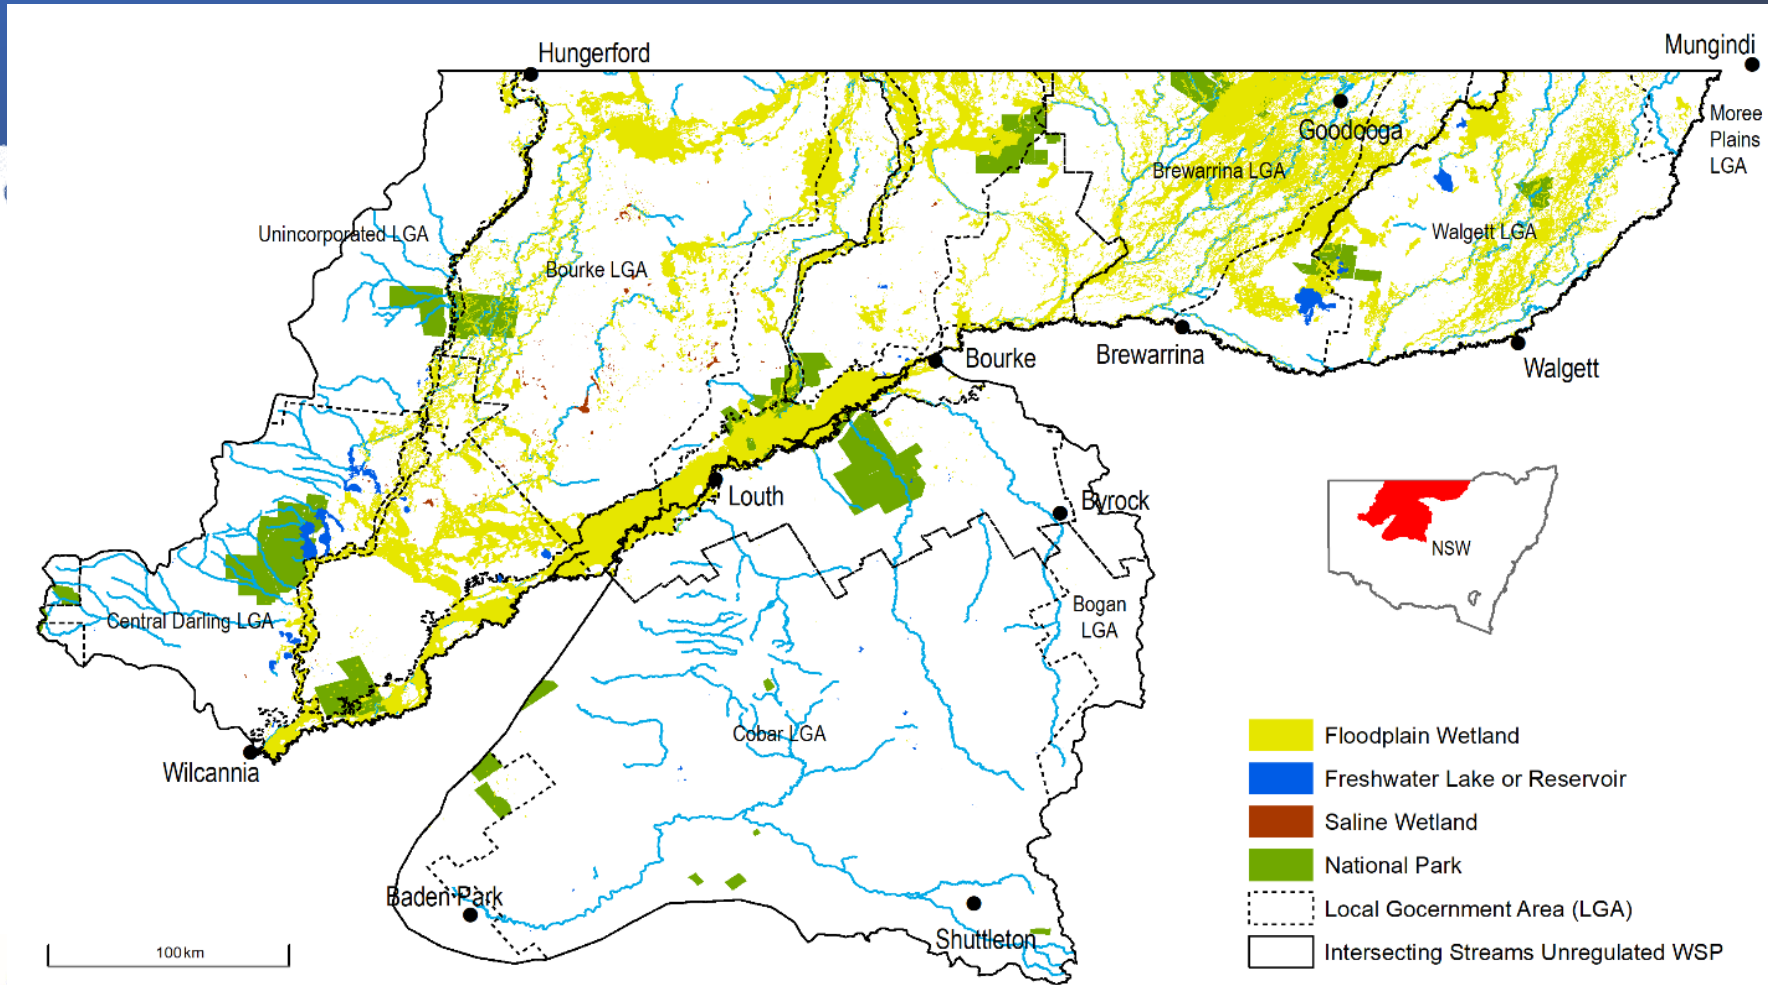 Hungerford
Mungindi
Moree
Plains
LGA
Goodooga
Brewarrina LGA
Unincorporated LGA
Walgett LGA
Bourke LGA
Bourke
Brewarrina
Walgett
Louth
Byrock
NSW
Bogan
LGA
Central Darling LGA
Cobar LGA
Wilcannia
Baden Park
Shuttleton
Floodplain Wetland
Freshwater Lake or Reservoir
Saline Wetland
National Park
Local Gocernment Area (LGA)
Intersecting Streams Unregulated WSP
100 km